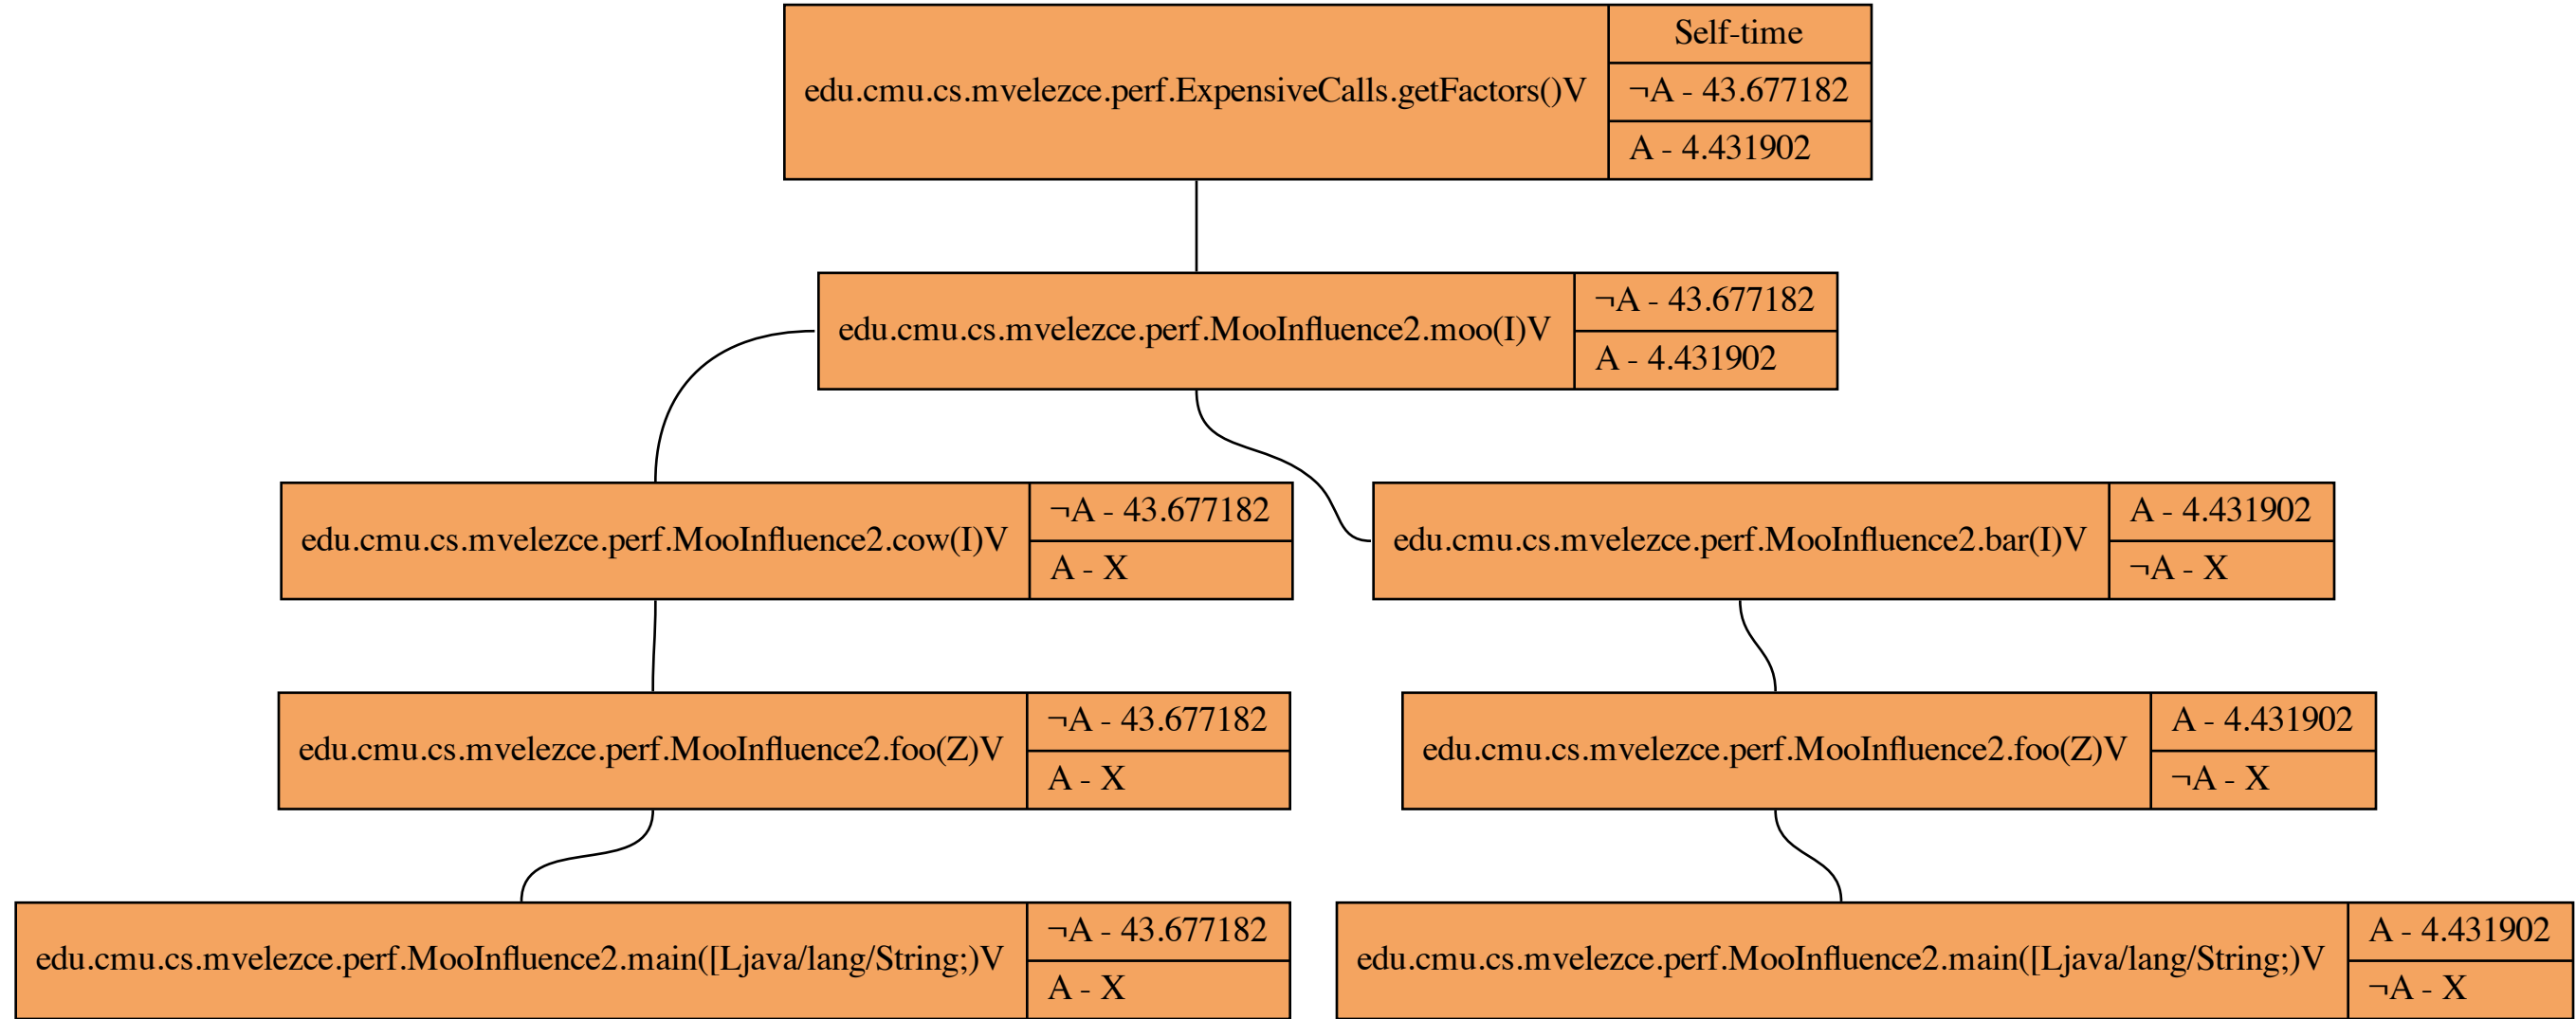 Self-time
edu.cmu.cs.mvelezce.perf.ExpensiveCalls.getFactors()V
¬A - 43.677182
A - 4.431902
edu.cmu.cs.mvelezce.perf.MooInfluence2.moo(I)V
¬A - 43.677182
A - 4.431902
edu.cmu.cs.mvelezce.perf.MooInfluence2.cow(I)V
¬A - 43.677182
A - X
edu.cmu.cs.mvelezce.perf.MooInfluence2.bar(I)V
A - 4.431902
¬A - X
edu.cmu.cs.mvelezce.perf.MooInfluence2.foo(Z)V
¬A - 43.677182
A - X
edu.cmu.cs.mvelezce.perf.MooInfluence2.foo(Z)V
A - 4.431902
¬A - X
edu.cmu.cs.mvelezce.perf.MooInfluence2.main([Ljava/lang/String;)V
¬A - 43.677182
A - X
edu.cmu.cs.mvelezce.perf.MooInfluence2.main([Ljava/lang/String;)V
A - 4.431902
¬A - X